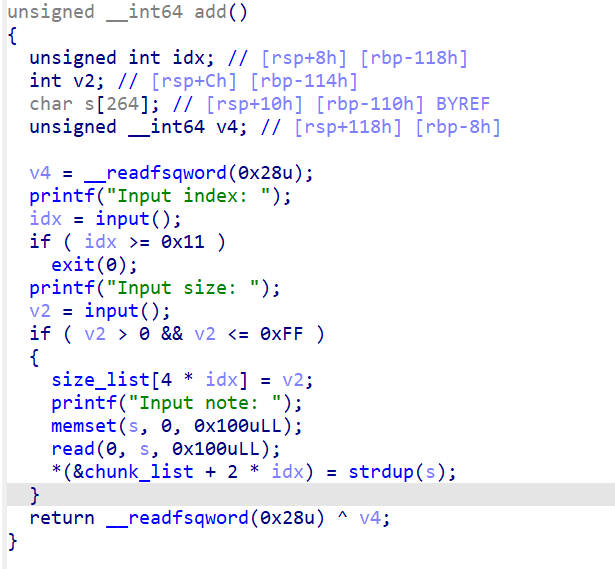 unsigned __int64 add()
{
  unsigned int idx; // [rsp+8h] [rbp-118h]
  int v2; // [rsp+Ch] [rbp-114h]
  char s[264]; // [rsp+10h] [rbp-110h] BYREF
  unsigned __int64 v4; // [rsp+118h] [rbp-8h]

  v4 = __readfsqword(0x28u);
  printf("Input index: ");
  idx = input();
  if ( idx >= 0x11 )
    exit(0);
  printf("Input size: ");
  v2 = input();
  if ( v2 > 0 && v2 <= 0xFF )
  {
    size_list[4 * idx] = v2;
    printf("Input note: ");
    memset(s, 0, 0x100uLL);
    read(0, s, 0x100uLL);
    *(&chunk_list + 2 * idx) = strdup(s);
  }
  return __readfsqword(0x28u) ^ v4;
}